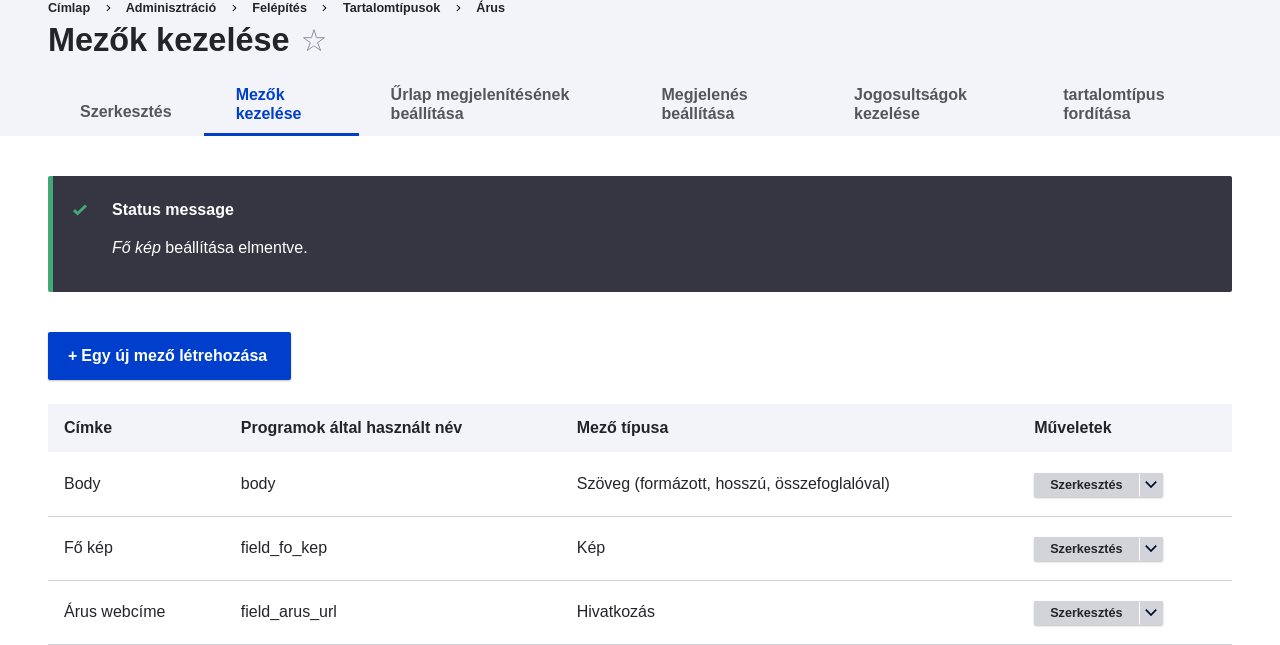 Címlap > Adminisztráció > Felépítés > Tartalomtípusok > Árus
Mezők kezelése ☆
Szerkesztés
Mezők
kezelése
Űrlap megjelenítésének
beállítása
Megjelenés
beállítása
Jogosultságok
kezelése
tartalomtípus
fordítása
Status message
Fő kép beállítása elmentve.
+ Egy új mező létrehozása
Címke Programok által használt név Mező típusa Műveletek
Body body Szöveg (formázott, hosszú, összefoglalóval) Szerkesztés
Fő kép field_fo_kep Kép Szerkesztés
Árus webcíme field_arus_url Hivatkozás Szerkesztés